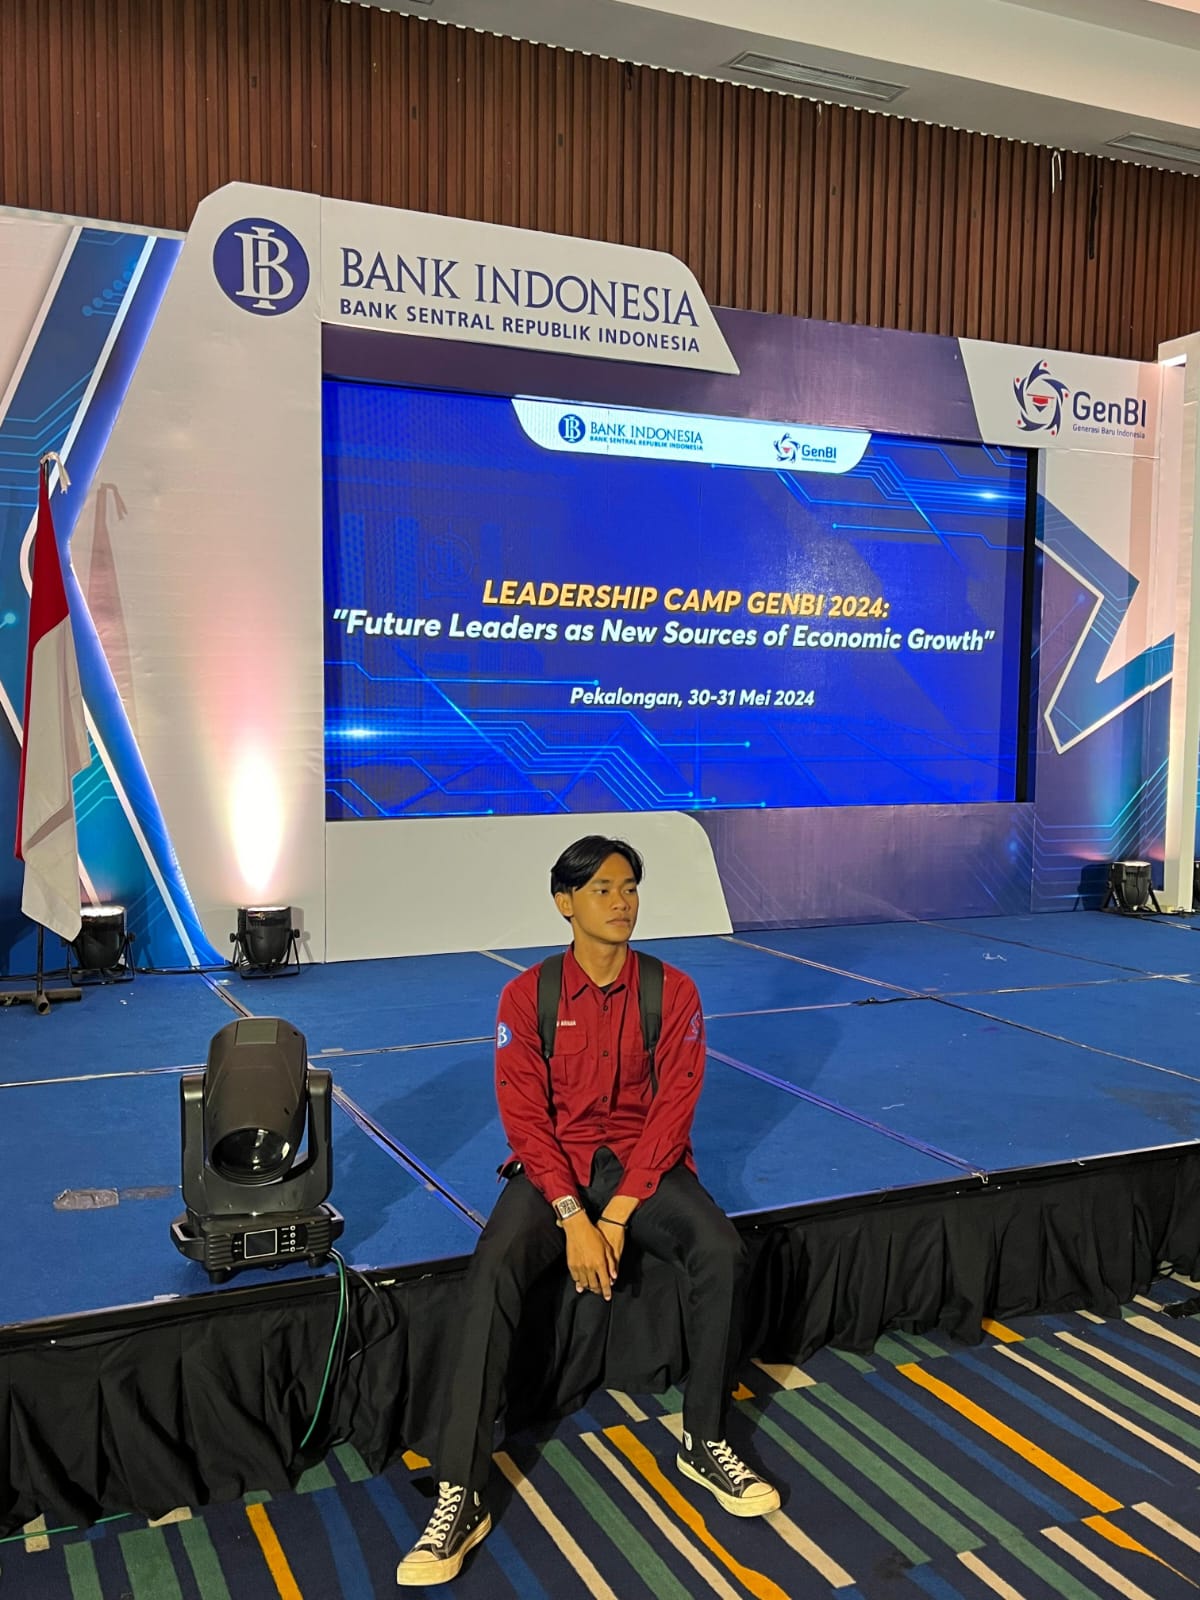 BANK INDONESIA
BANK SENTRAL REPUBLIK INDONESIA
GenBI
Generasi Baru Indonesia
BANK INDONESIA
BANK SENTRAL REPUBLIK INDONESIA
GenBI
LEADERSHIP CAMP GENBI 2024:
"Future Leaders as New Sources of Economic Growth"
Pekalongan, 30-31 Mei 2024